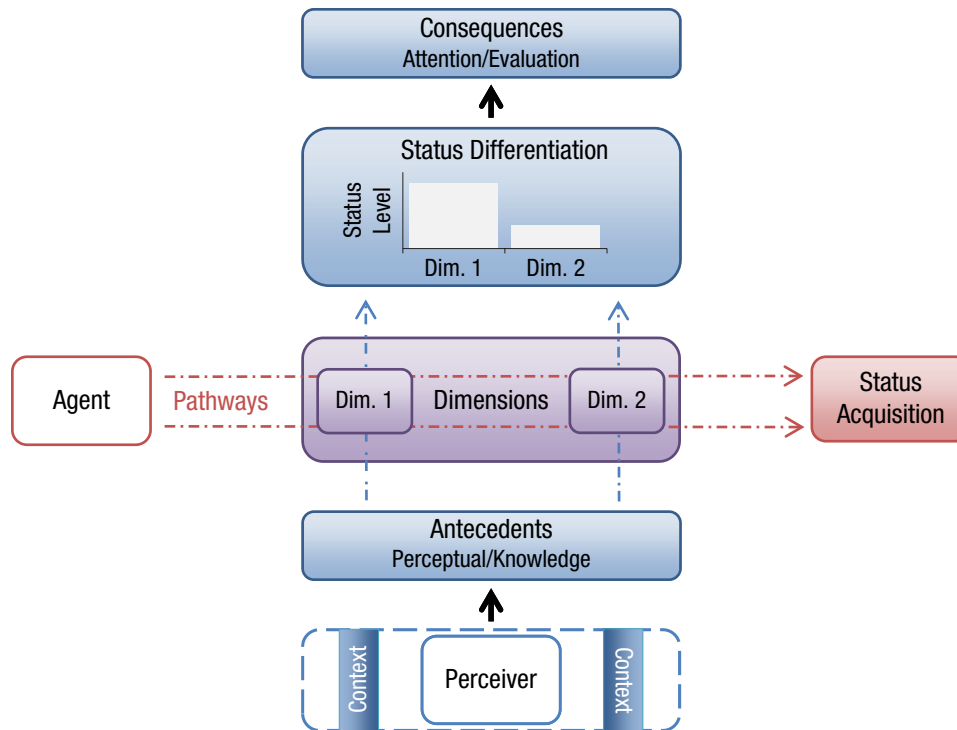 Consequences
Attention/Evaluation
Status Differentiation
Status
Level
Dim. 1
Dim. 2
Agent
Pathways
Dim. 1
Dimensions
Dim. 2
Status
Acquisition
Antecedents
Perceptual/Knowledge
Context
Perceiver
Context